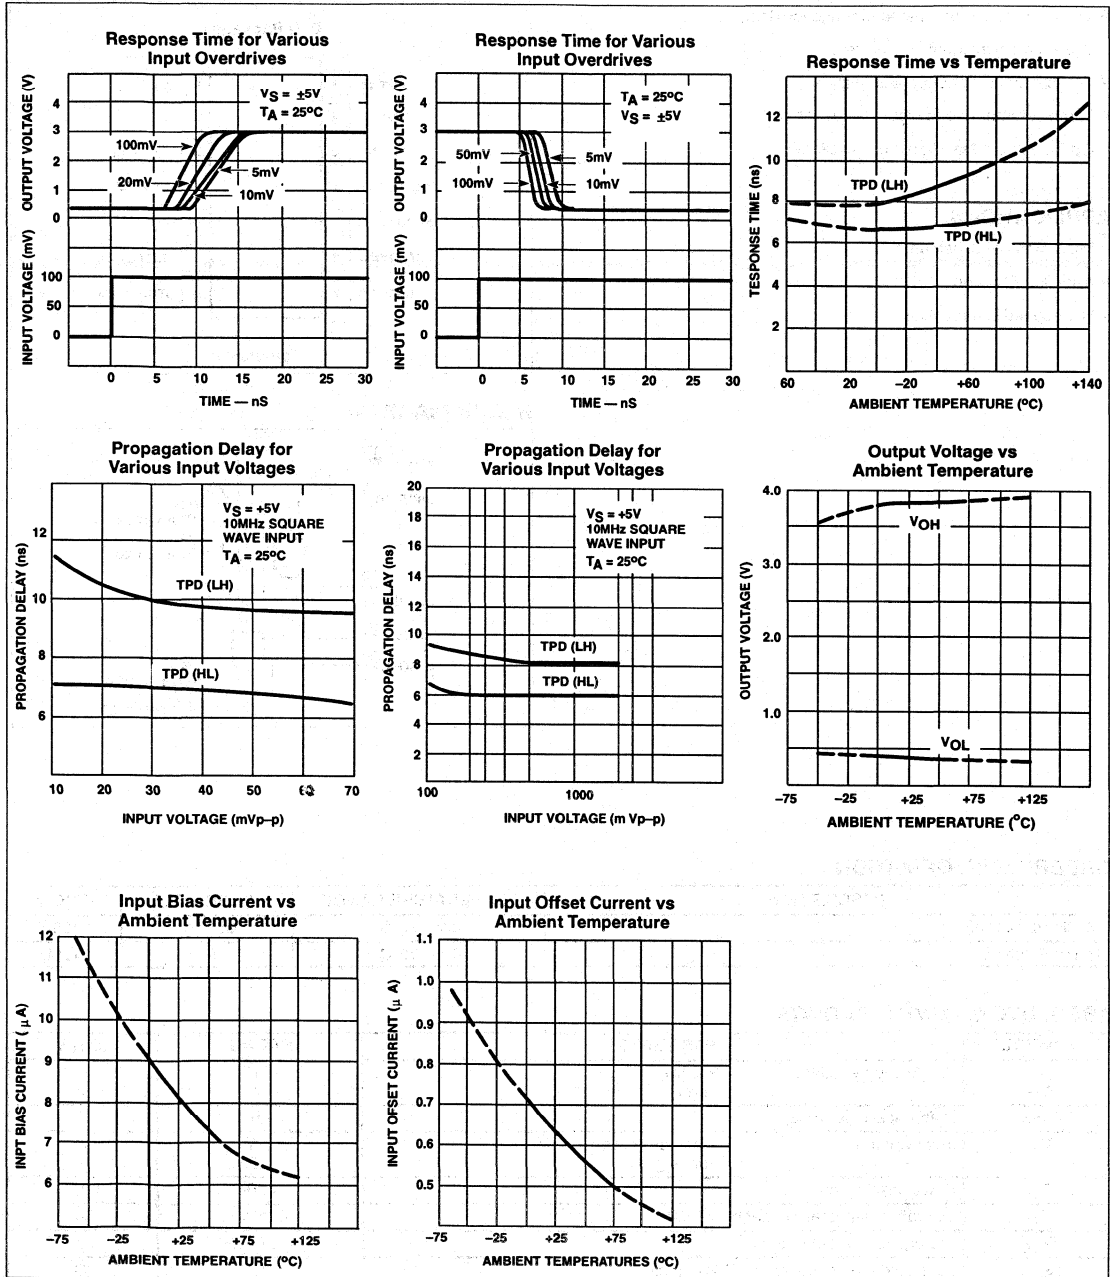 Response Time for Various
Input Overdrives
OUTPUT VOLTAGE (V)
4
3
2
1
0
VS = ±5V
TA = 25ºC
100mV
20mV
5mV
10mV
INPUT VOLTAGE (mV)
100
50
0
0 5 10 15 20 25 30
TIME — nS
Response Time for Various
Input Overdrives
OUTPUT VOLTAGE (V)
4
3
2
1
0
TA = 25ºC
VS = ±5V
50mV
100mV
5mV
10mV
INPUT VOLTAGE (mV)
100
50
0
0 5 10 15 20 25 30
TIME — nS
Response Time vs Temperature
TESPONSE TIME (ns)
12
10
8
6
4
2
TPD (LH)
TPD (HL)
60 20 –20 +60 +100 +140
AMBIENT TEMPERATURE (ºC)
Propagation Delay for
Various Input Voltages
PROPAGATION DELAY (ns)
12
10
8
6
VS = +5V
10MHz SQUARE
WAVE INPUT
TA = 25ºC
TPD (LH)
TPD (HL)
10 20 30 40 50 60 70
INPUT VOLTAGE (mVp–p)
Propagation Delay for
Various Input Voltages
PROPAGATION DELAY (ns)
20
18
16
14
12
10
8
6
4
2
VS = +5V
10MHz SQUARE
WAVE INPUT
TA = 25ºC
TPD (LH)
TPD (HL)
100 1000
INPUT VOLTAGE (m Vp–p)
Output Voltage vs
Ambient Temperature
OUTPUT VOLTAGE (V)
4.0
3.0
2.0
1.0
VOH
VOL
–75 –25 +25 +75 +125
AMBIENT TEMPERATURE (ºC)
Input Bias Current vs
Ambient Temperature
INPT BIAS CURRENT ( μA)
12
11
10
9
8
7
6
–75 –25 +25 +75 +125
AMBIENT TEMPERATURE (ºC)
Input Offset Current vs
Ambient Temperature
INPUT OFSET CURRENT (μ A)
1.1
1.0
0.9
0.8
0.7
0.6
0.5
–75 –25 +25 +75 +125
AMBIENT TEMPERATURES (ºC)